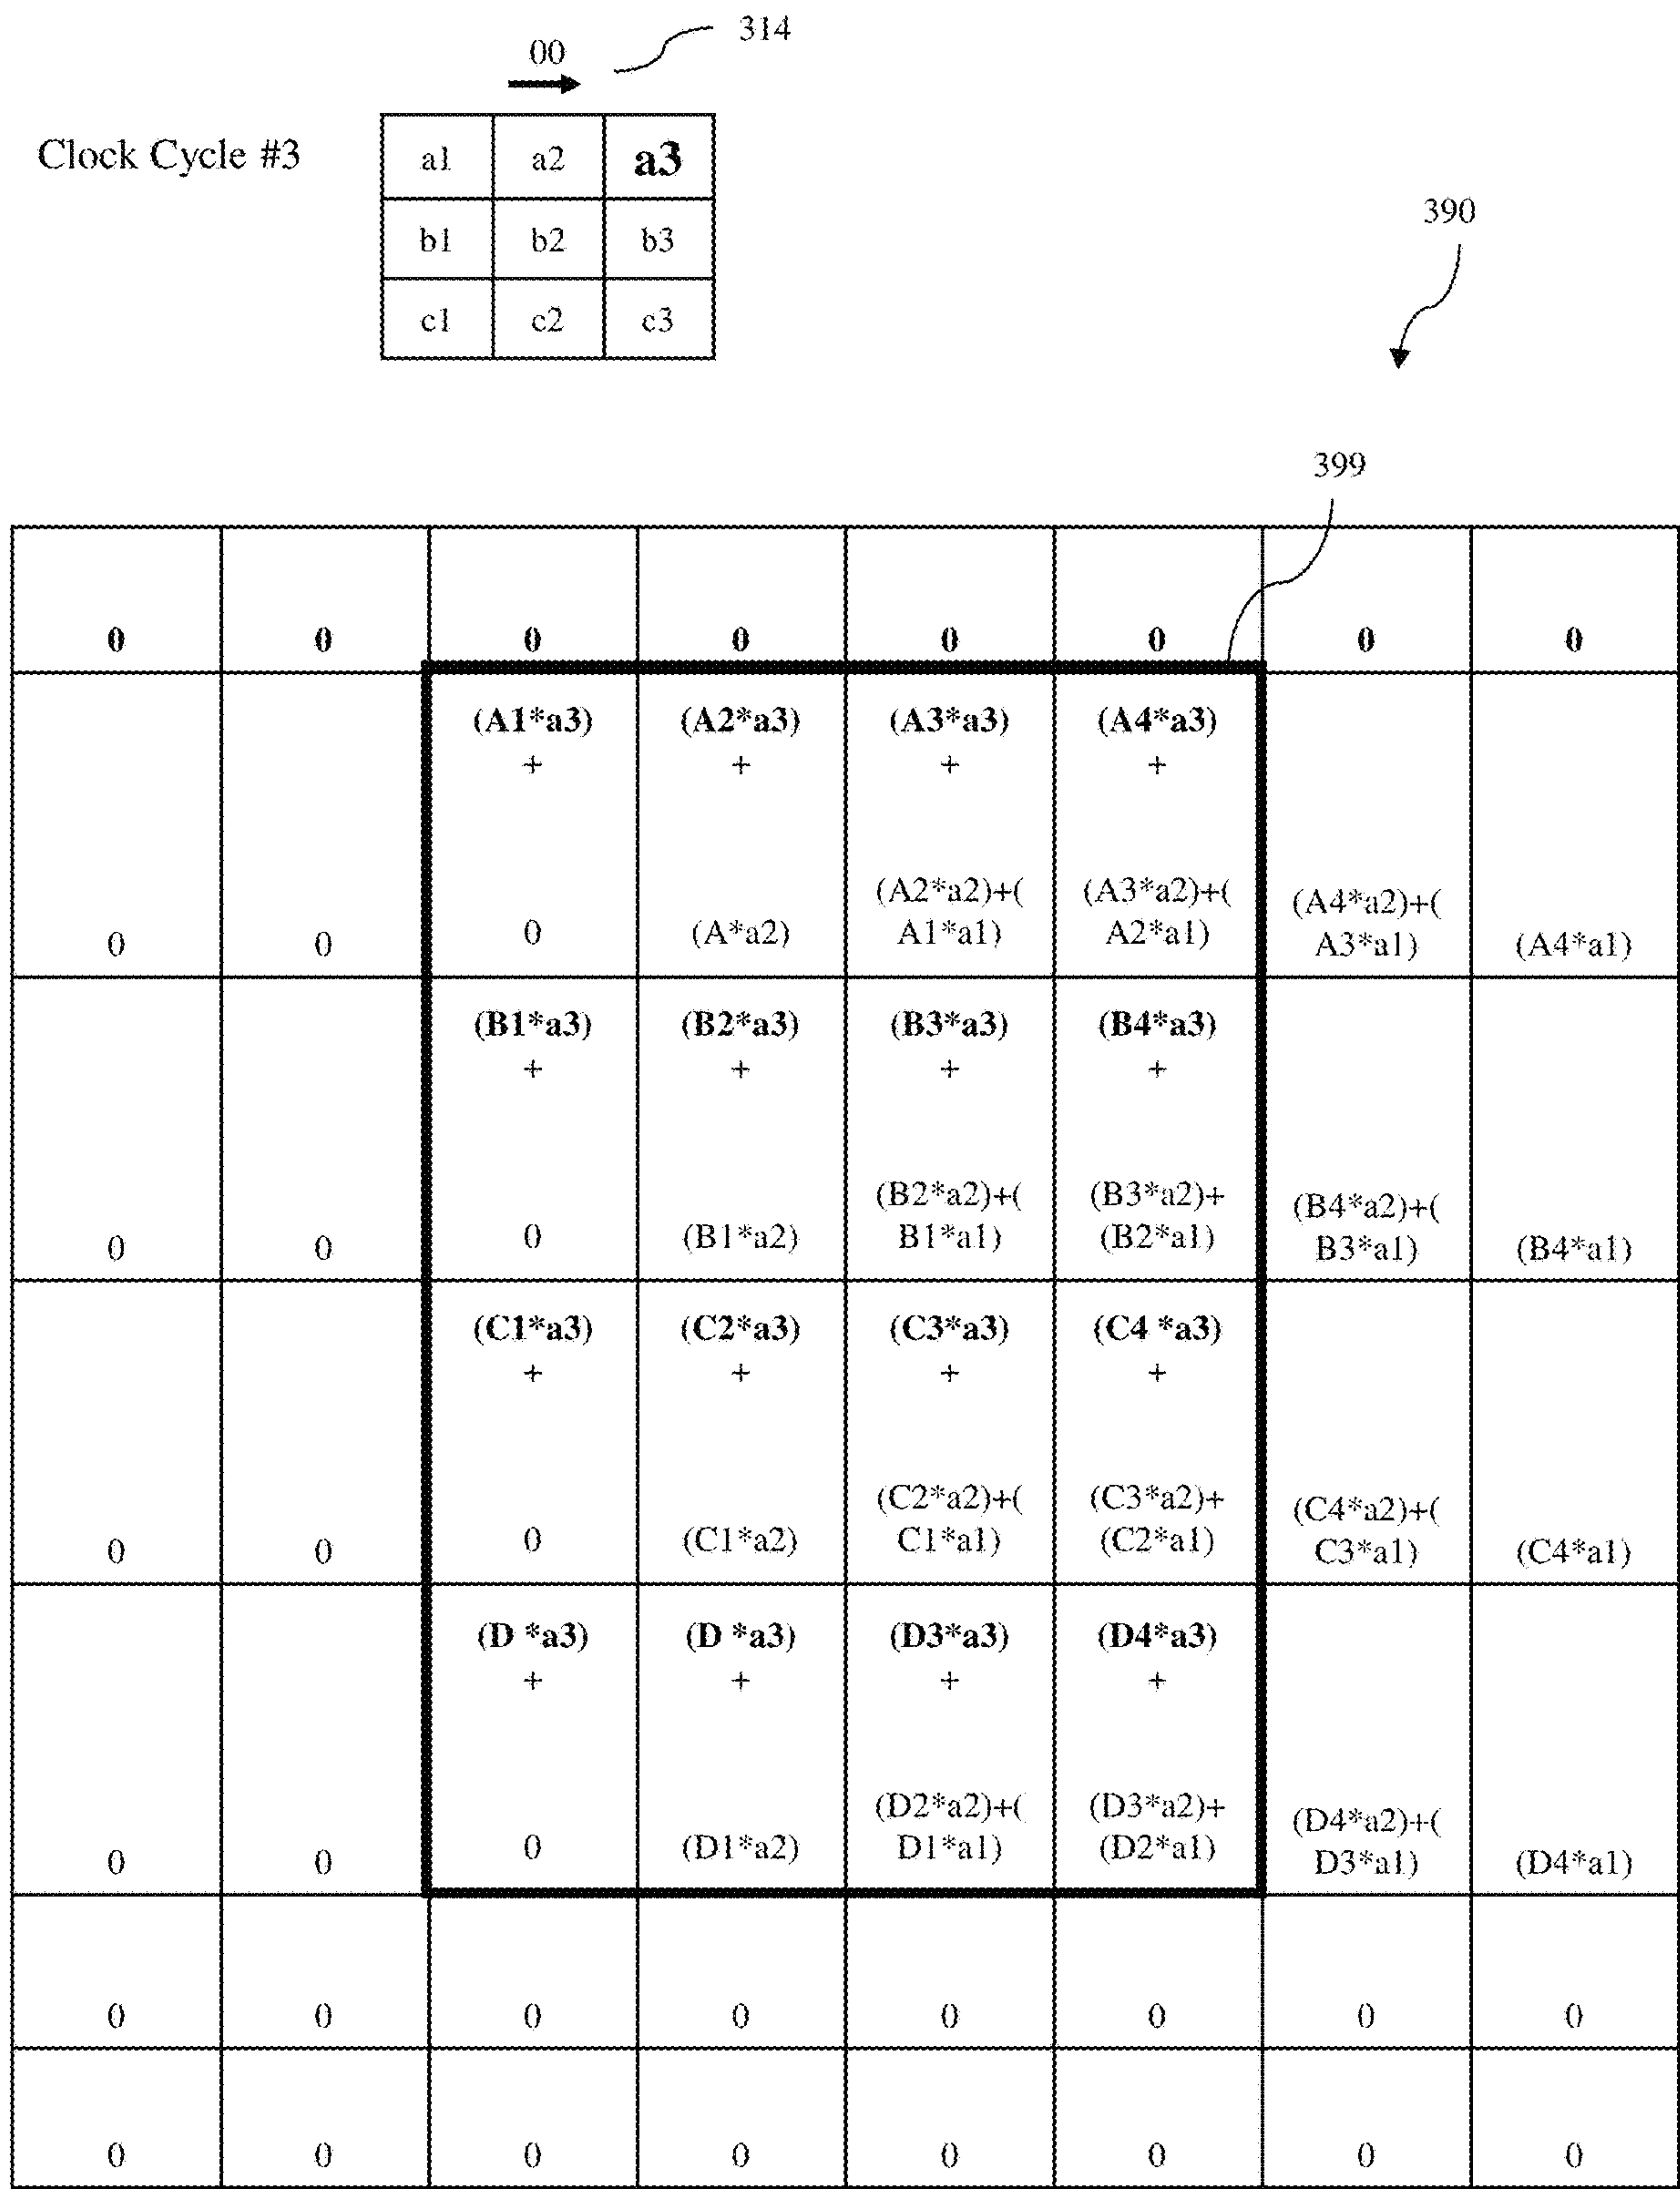 00
314
Clock Cycle #3
a1 a2 a3
b1 b2 b3
c1 c2 c3
390
399
0 0 0 0 0 0 0 0
(A1*a3) (A2*a3) (A3*a3) (A4*a3)
+ + + +
(A2*a2)+( (A3*a2)+( (A4*a2)+(
0 0 0 (A*a2) A1*a1) A2*a1) A3*a1) (A4*a1)
(B1*a3) (B2*a3) (B3*a3) (B4*a3)
+ + + +
(B2*a2)+( (B3*a2)+ (B4*a2)+(
0 0 0 (B1*a2) B1*a1) (B2*a1) B3*a1) (B4*a1)
(C1*a3) (C2*a3) (C3*a3) (C4 *a3)
+ + + +
(C2*a2)+( (C3*a2)+ (C4*a2)+(
0 0 0 (C1*a2) C1*a1) (C2*a1) C3*a1) (C4*a1)
(D *a3) (D *a3) (D3*a3) (D4*a3)
+ + + +
(D2*a2)+( (D3*a2)+ (D4*a2)+(
0 0 0 (D1*a2) D1*a1) (D2*a1) D3*a1) (D4*a1)
0 0 0 0 0 0 0 0
0 0 0 0 0 0 0 0